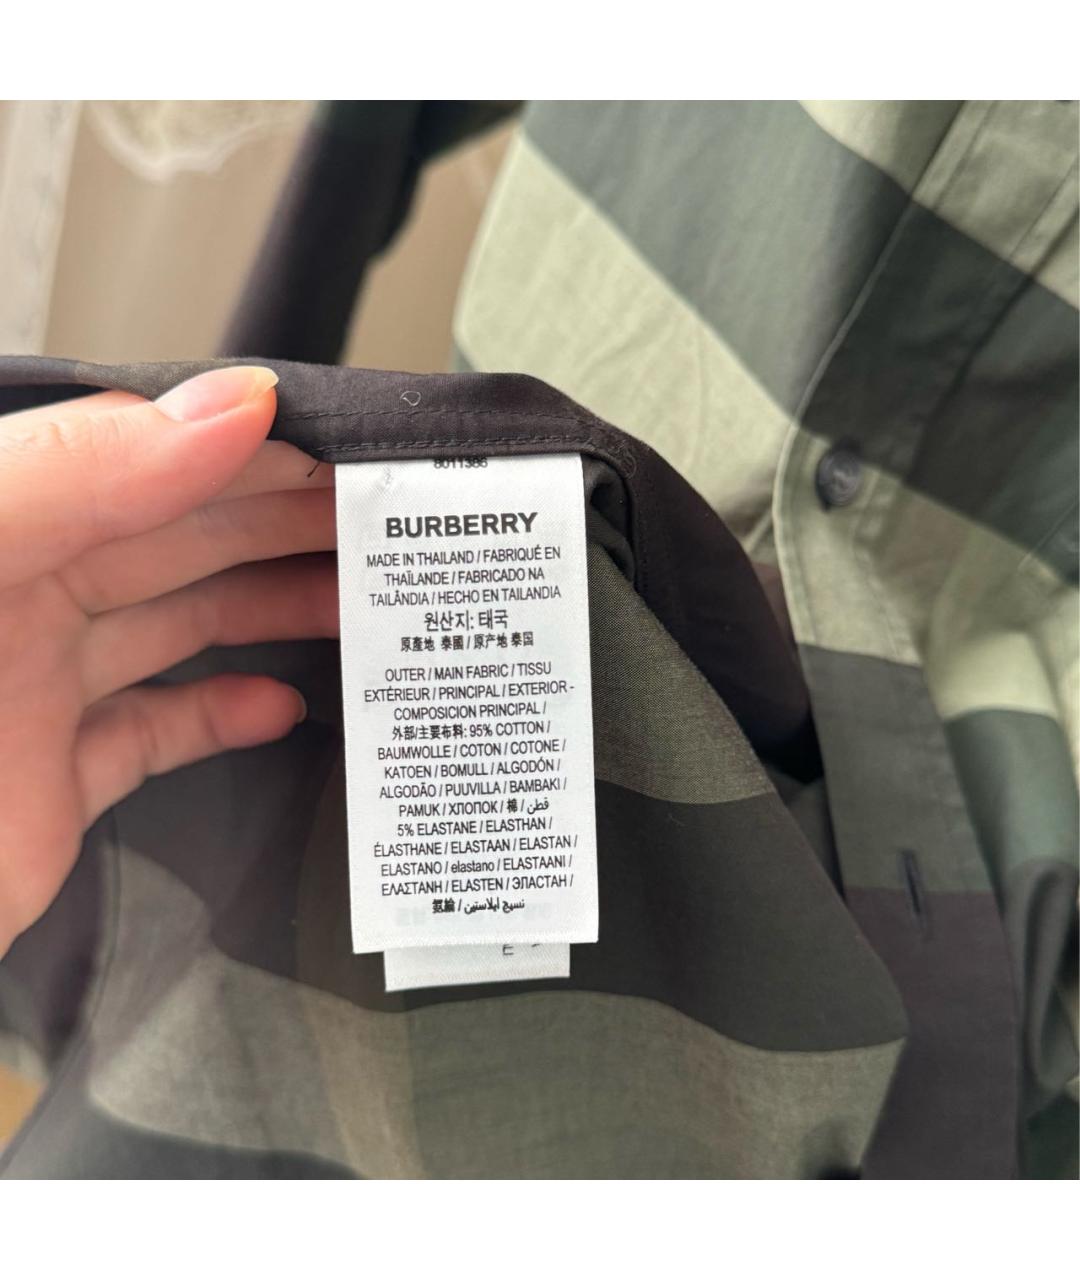 8011386
BURBERRY
MADE IN THAILAND / FABRIQUÉ EN
THAÏLANDE / FABRICADO NA
TAILÂNDIA / HECHO EN TAILANDIA
원산지: 태국
原產地 泰國 / 原产地 泰国
OUTER / MAIN FABRIC / TISSU
EXTÉRIEUR / PRINCIPAL / EXTERIOR -
COMPOSICION PRINCIPAL /
外部/主要布料: 95% COTTON /
BAUMWOLLE / COTON / COTONE /
KATOEN / BOMULL / ALGODÓN /
ALGODÃO / PUUVILLA / BAMBAKI /
PAMUK / ХЛОПОК / 棉 / قطن /
5% ELASTANE / ELASTHAN /
ÉLASTHANE / ELASTAAN / ELASTAN /
ELASTANO / elastano / ELASTAANI /
ΕΛΑΣΤΑΝΗ / ELASTEN / ЭЛАСТАН /
氨綸 / نسيج ايلاستين